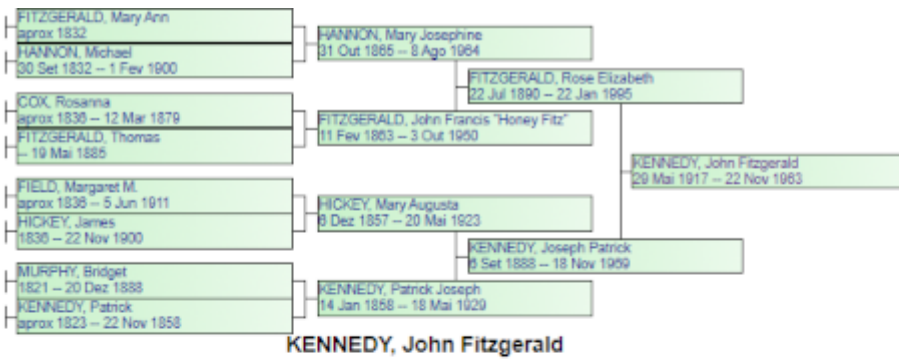 FITZGERALD, Mary Ann
aprox 1832
HANNON, Michael
30 Set 1832 -- 1 Fev 1900
COX, Rosanna
aprox 1836 -- 12 Mar 1879
FITZGERALD, Thomas
-- 19 Mai 1885
FIELD, Margaret M.
aprox 1836 -- 5 Jun 1911
HICKEY, James
1836 -- 22 Nov 1900
MURPHY, Bridget
1821 -- 20 Dez 1888
KENNEDY, Patrick
aprox 1823 -- 22 Nov 1858
HANNON, Mary Josephine
31 Out 1865 -- 8 Ago 1964
FITZGERALD, John Francis "Honey Fitz"
11 Fev 1863 -- 3 Out 1950
HICKEY, Mary Augusta
6 Dez 1857 -- 20 Mai 1923
KENNEDY, Patrick Joseph
14 Jan 1858 -- 18 Mai 1929
FITZGERALD, Rose Elizabeth
22 Jul 1890 -- 22 Jan 1995
KENNEDY, Joseph Patrick
6 Set 1888 -- 18 Nov 1969
KENNEDY, John Fitzgerald
29 Mai 1917 -- 22 Nov 1963
KENNEDY, John Fitzgerald